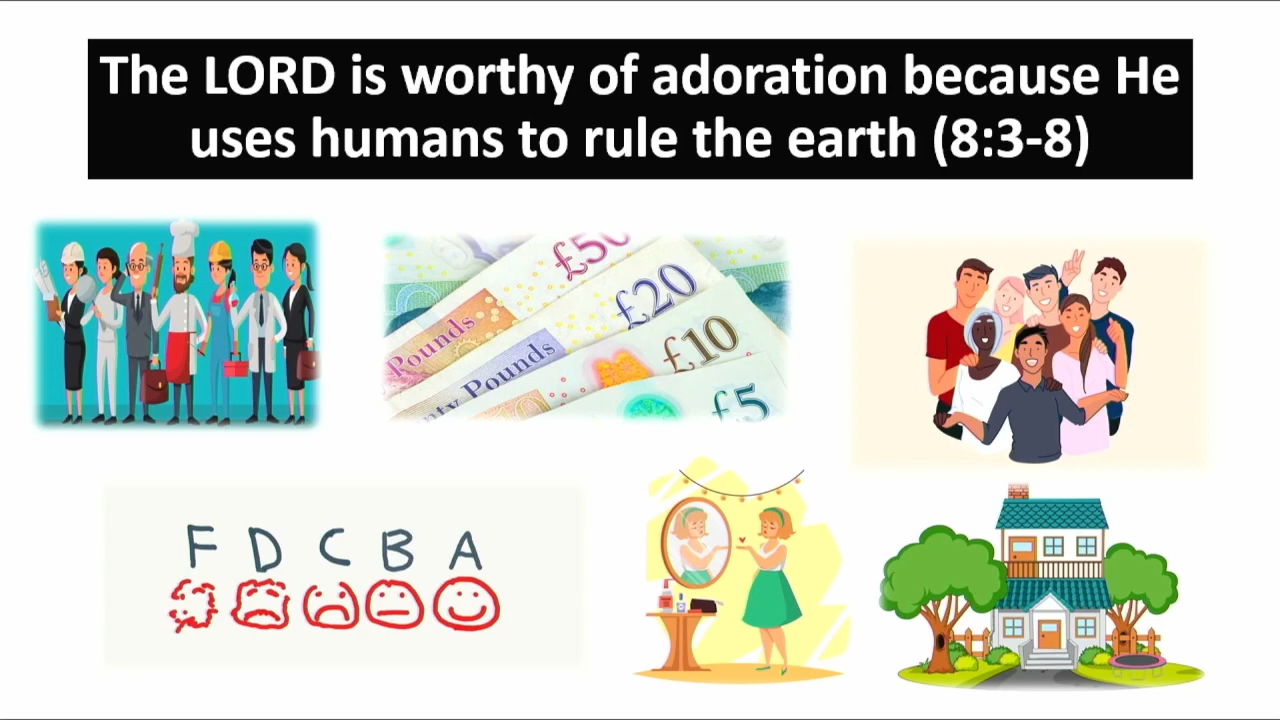 The LORD is worthy of adoration because He
uses humans to rule the earth (8:3-8)
Pounds
£20
nty Pounds
£10
£5
F D C B A